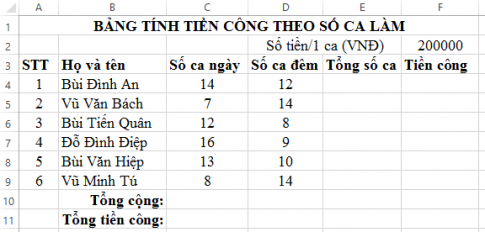 A B C D E F
1 BẢNG TÍNH TIỀN CÔNG THEO SỐ CA LÀM
2 Số tiền/1 ca (VNĐ) 200000
3 STT Họ và tên Số ca ngày Số ca đêm Tổng số ca Tiền công
4 1 Bùi Đình An 14 12
5 2 Vũ Văn Bách 7 14
6 3 Bùi Tiến Quân 12 8
7 4 Đỗ Đình Điệp 16 9
8 5 Bùi Văn Hiệp 13 10
9 6 Vũ Minh Tú 8 14
10 Tổng cộng:
11 Tổng tiền công: